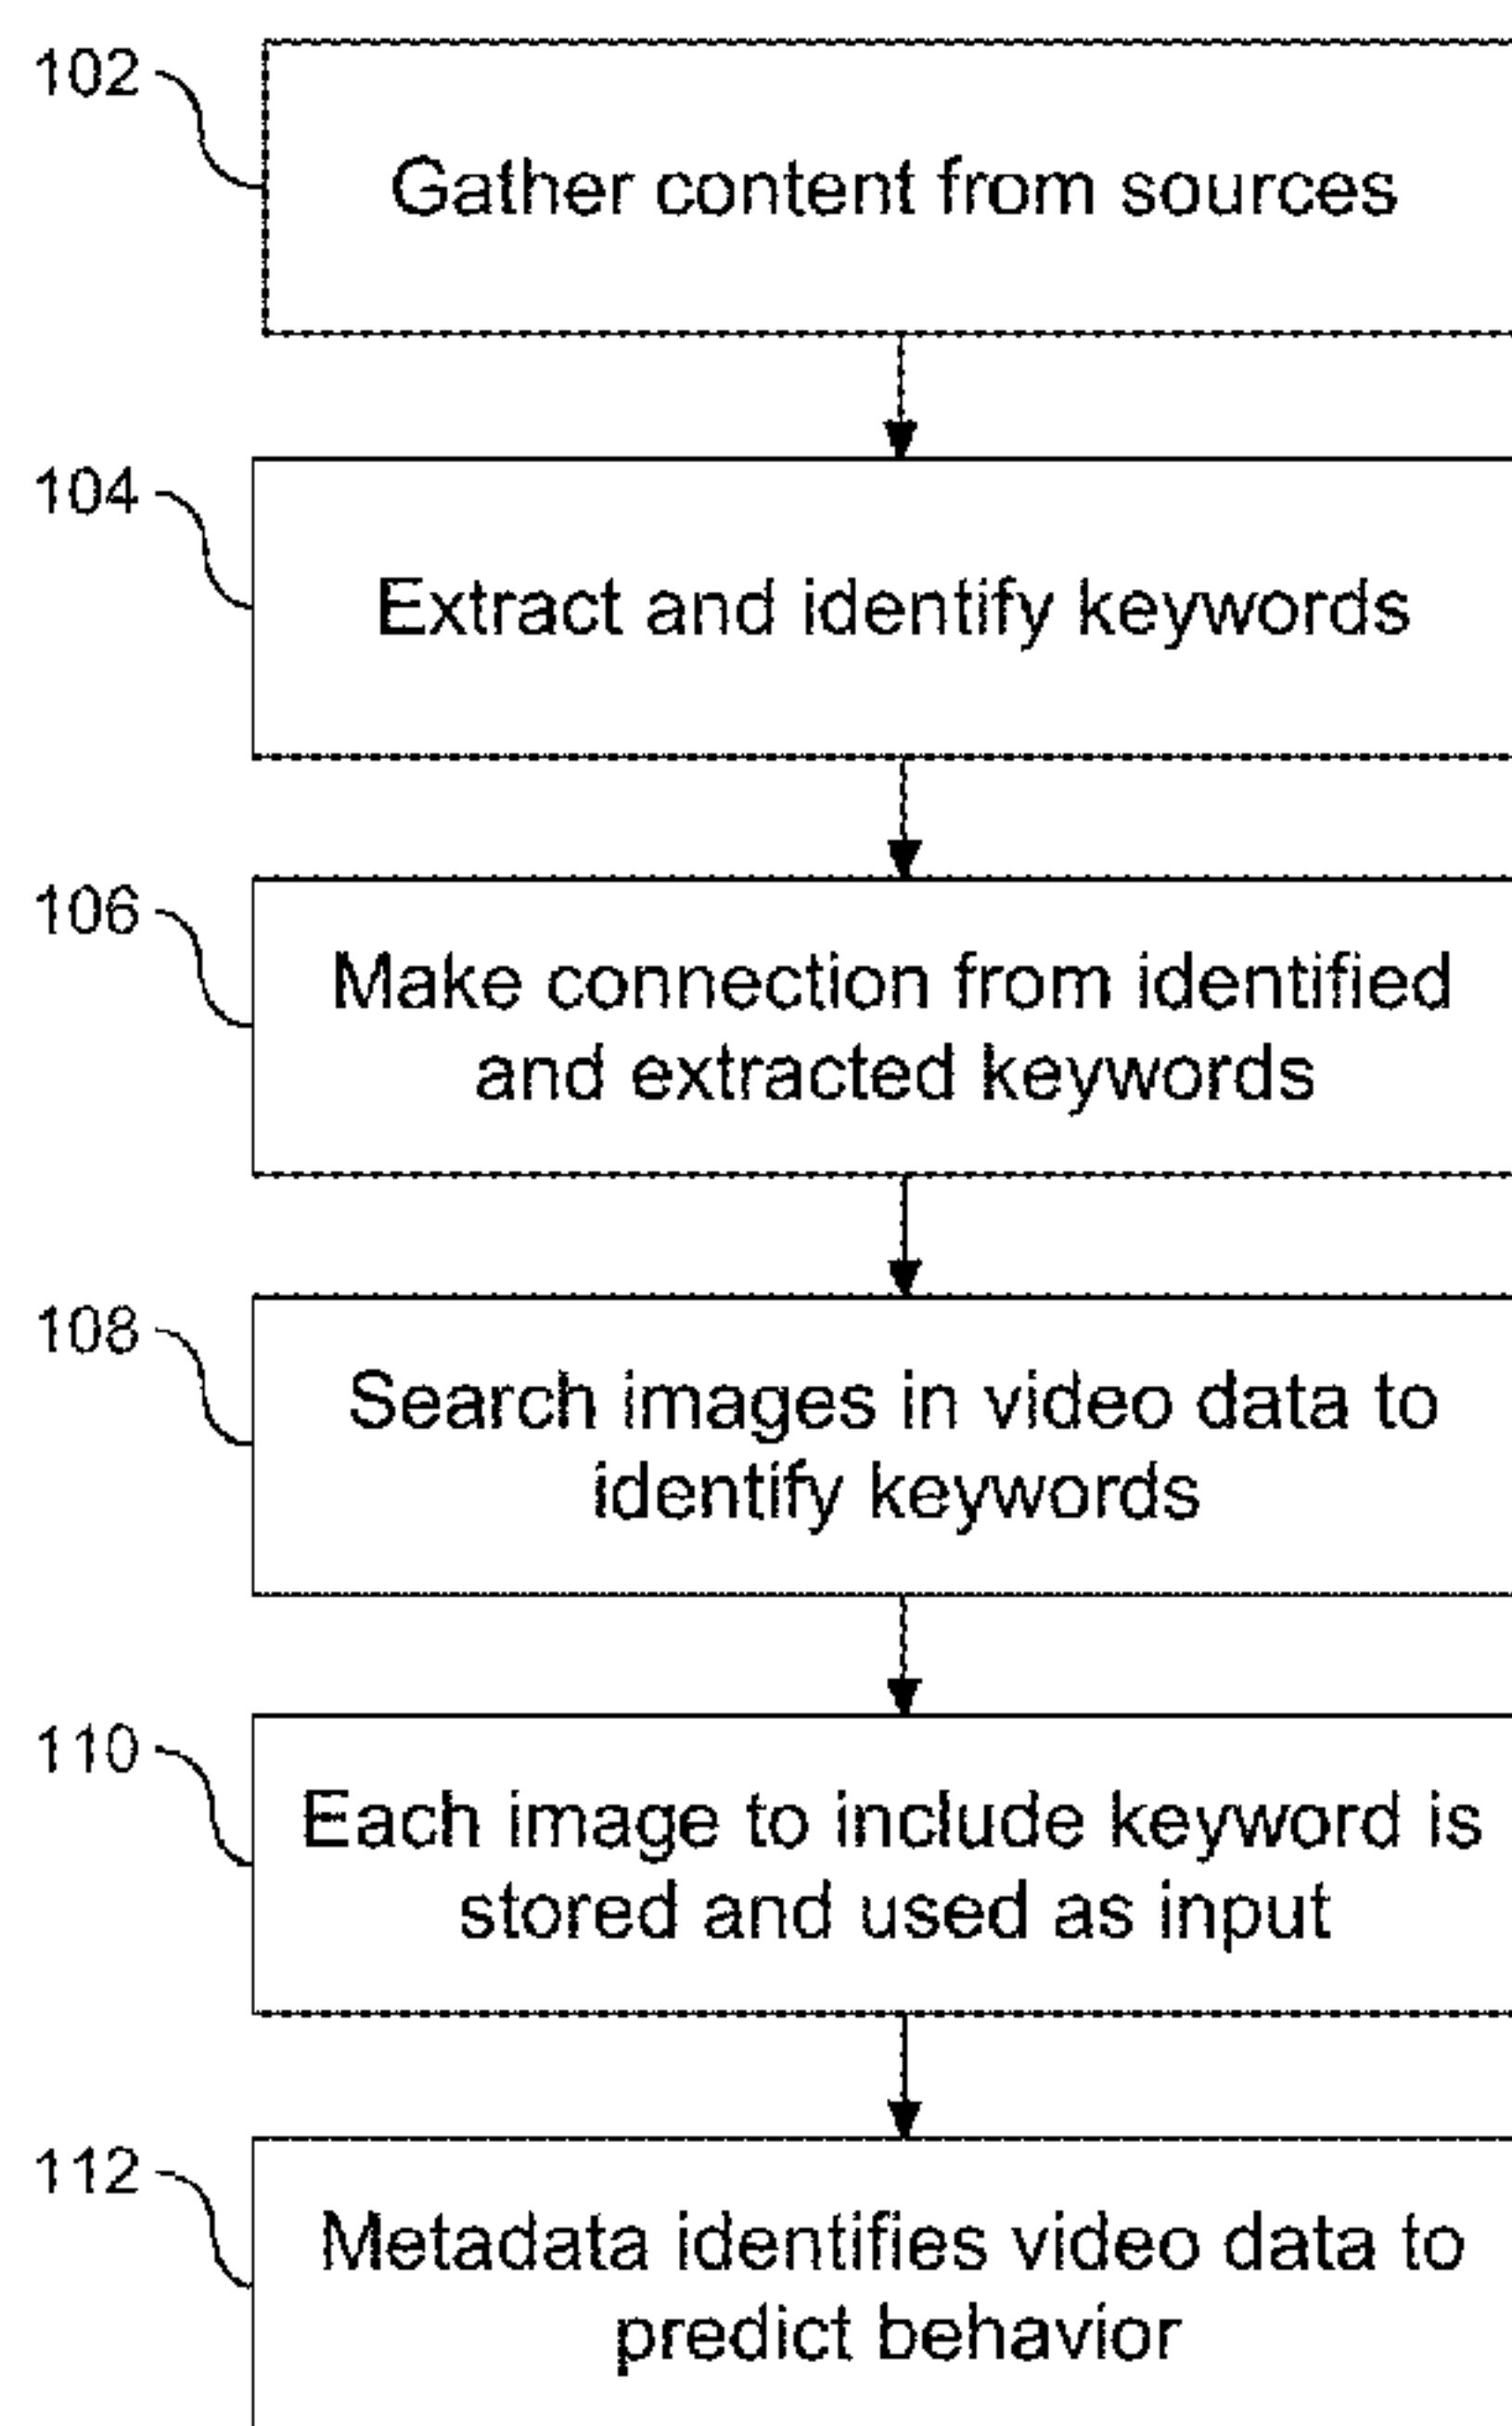 102
Gather content from sources
104
Extract and identify keywords
106
Make connection from identified
and extracted keywords
108
Search images in video data to
identify keywords
110
Each image to include keyword is
stored and used as input
112
Metadata identifies video data to
predict behavior